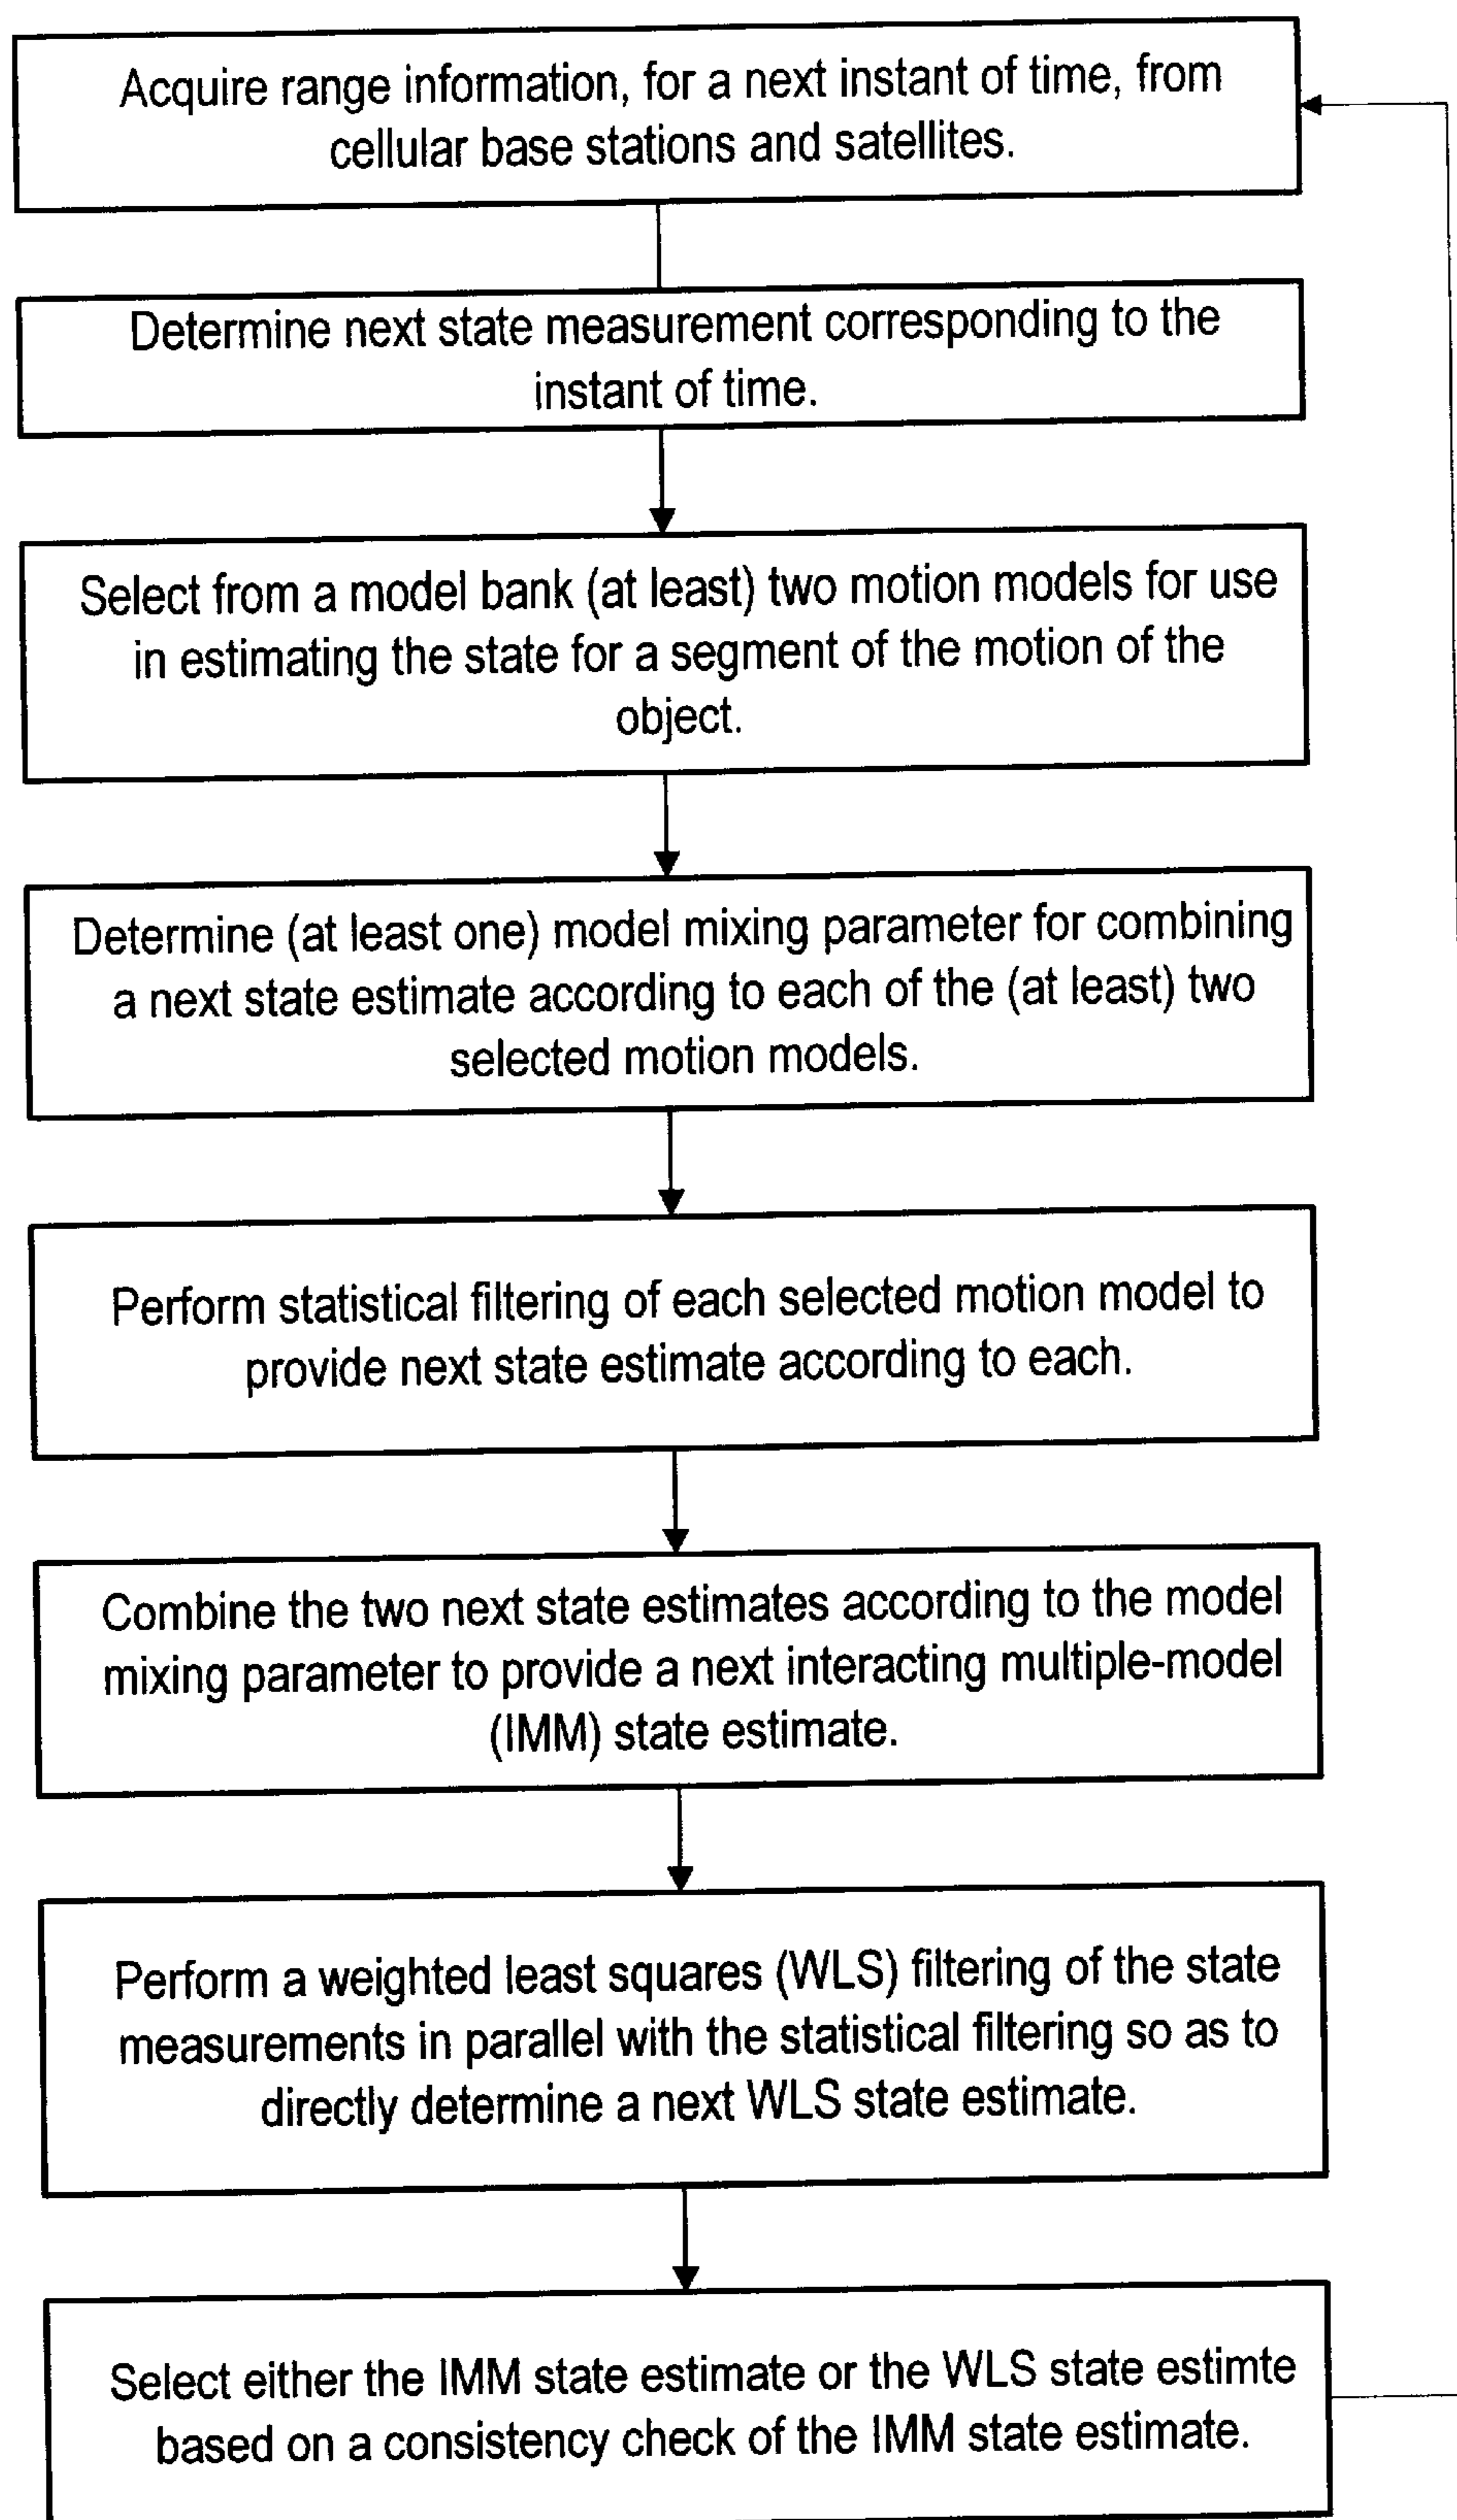 Acquire range information, for a next instant of time, from
cellular base stations and satellites.
Determine next state measurement corresponding to the
instant of time.
Select from a model bank (at least) two motion models for use
in estimating the state for a segment of the motion of the
object.
Determine (at least one) model mixing parameter for combining
a next state estimate according to each of the (at least) two
selected motion models.
Perform statistical filtering of each selected motion model to
provide next state estimate according to each.
Combine the two next state estimates according to the model
mixing parameter to provide a next interacting multiple-model
(IMM) state estimate.
Perform a weighted least squares (WLS) filtering of the state
measurements in parallel with the statistical filtering so as to
directly determine a next WLS state estimate.
Select either the IMM state estimate or the WLS state estimte
based on a consistency check of the IMM state estimate.